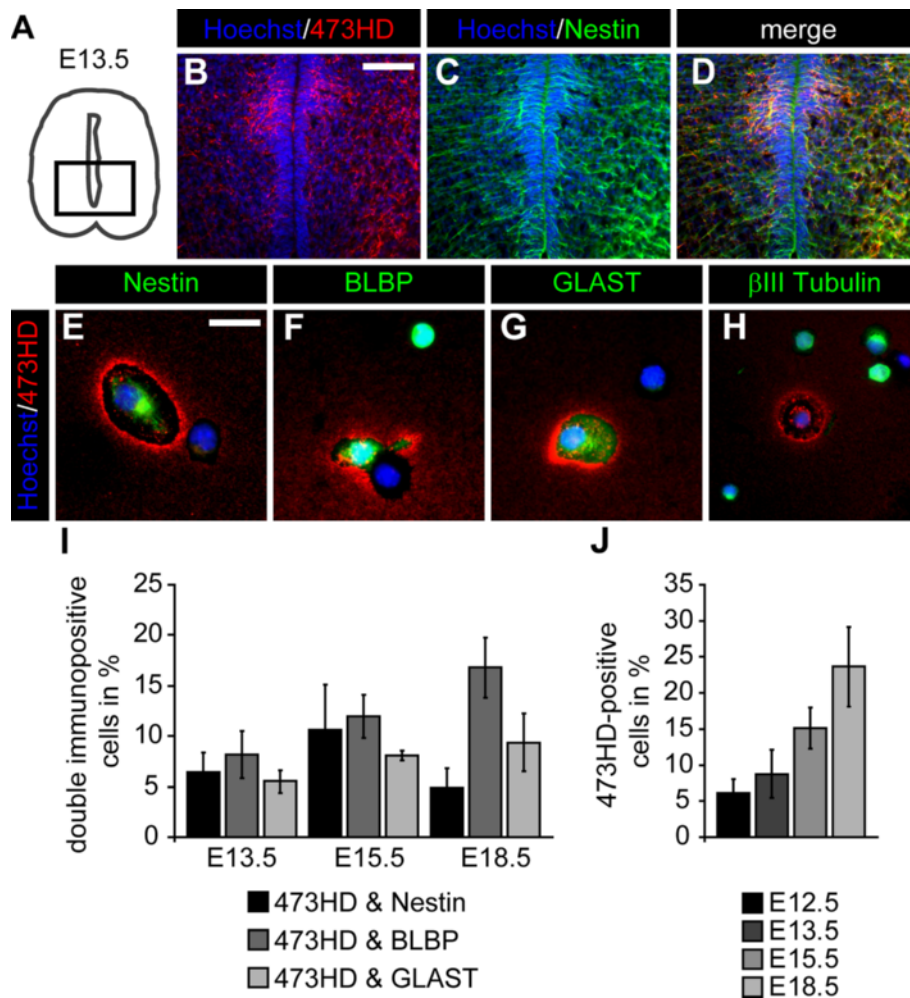 A
E13.5
Hoechst/473HD
Hoechst/Nestin
merge
B
C
D
Nestin
BLBP
GLAST
βIII Tubulin
Hoechst/473HD
E
F
G
H
I
double immunopositive
cells in %
25
20
15
10
5
0
E13.5
E15.5
E18.5
473HD & Nestin
473HD & BLBP
473HD & GLAST
J
473HD-positive
cells in %
35
30
25
20
15
10
5
0
E12.5
E13.5
E15.5
E18.5